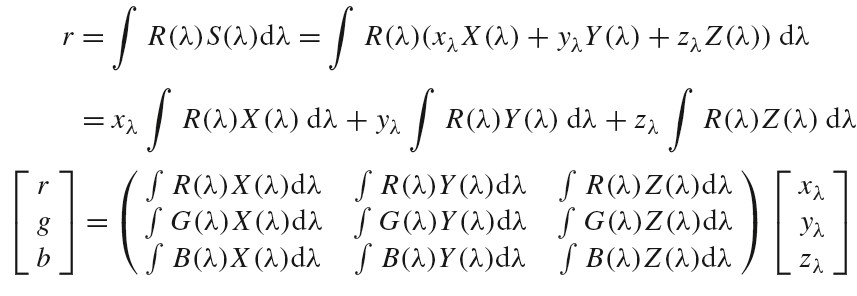 r = ∫ R(λ)S(λ)dλ = ∫ R(λ)(x_λ X(λ) + y_λ Y(λ) + z_λ Z(λ)) dλ
= x_λ ∫ R(λ)X(λ) dλ + y_λ ∫ R(λ)Y(λ) dλ + z_λ ∫ R(λ)Z(λ) dλ
[r] (∫ R(λ)X(λ)dλ ∫ R(λ)Y(λ)dλ ∫ R(λ)Z(λ)dλ) [x_λ]
[g] = (∫ G(λ)X(λ)dλ ∫ G(λ)Y(λ)dλ ∫ G(λ)Z(λ)dλ) [y_λ]
[b] (∫ B(λ)X(λ)dλ ∫ B(λ)Y(λ)dλ ∫ B(λ)Z(λ)dλ) [z_λ]